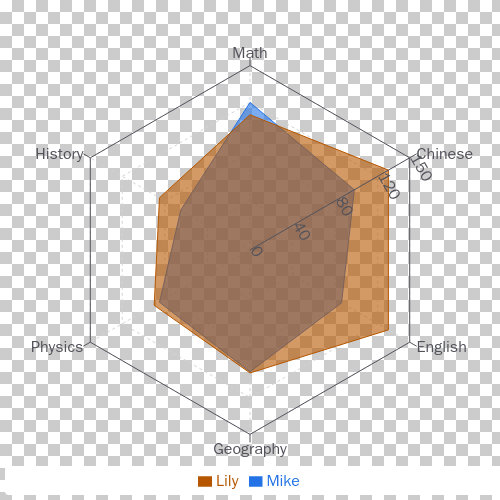 Math
History
Chinese
150
120
80
40
0
Physics
English
Geography
Lily
Mike